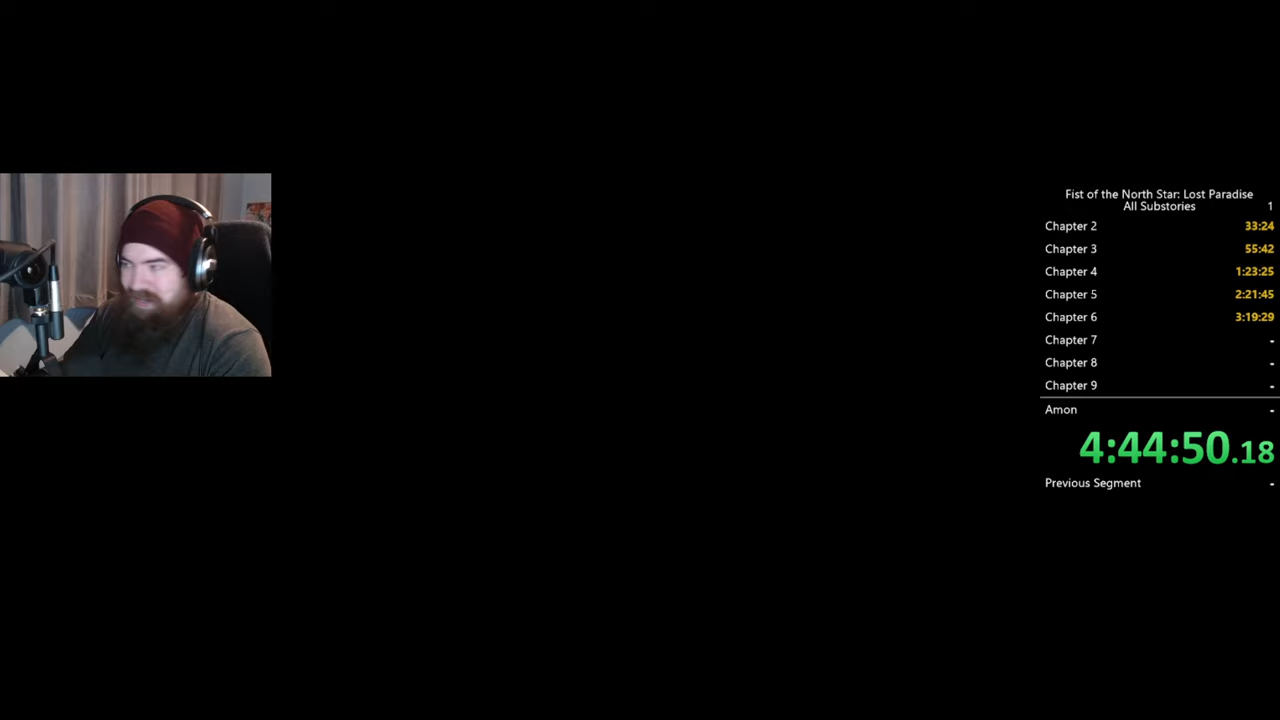 Fist of the North Star: Lost Paradise
All Substories 1
Chapter 2 33:24
Chapter 3 55:42
Chapter 4 1:23:25
Chapter 5 2:21:45
Chapter 6 3:19:29
Chapter 7 -
Chapter 8 -
Chapter 9 -
Amon -
4:44:50.18
Previous Segment -